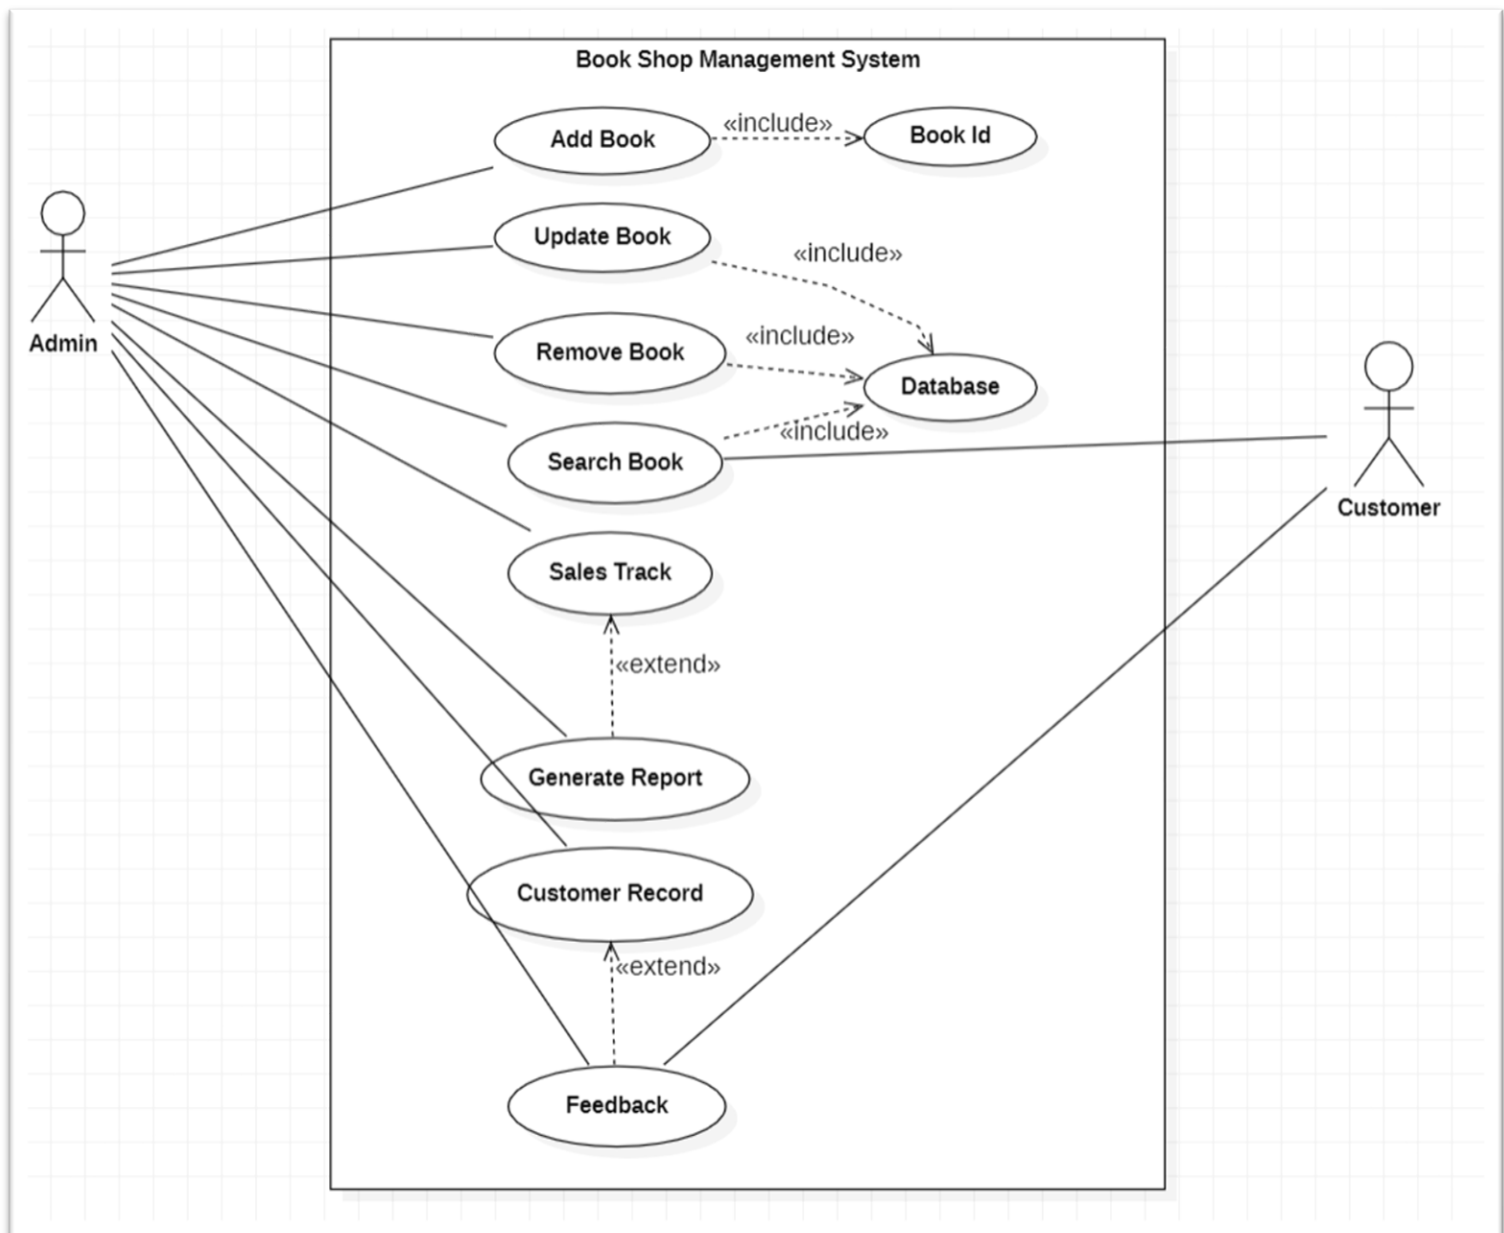 Book Shop Management System
Add Book
«include»
Book Id
Update Book
«include»
Admin
Remove Book
«include»
Database
«include»
Search Book
Customer
Sales Track
«extend»
Generate Report
Customer Record
«extend»
Feedback